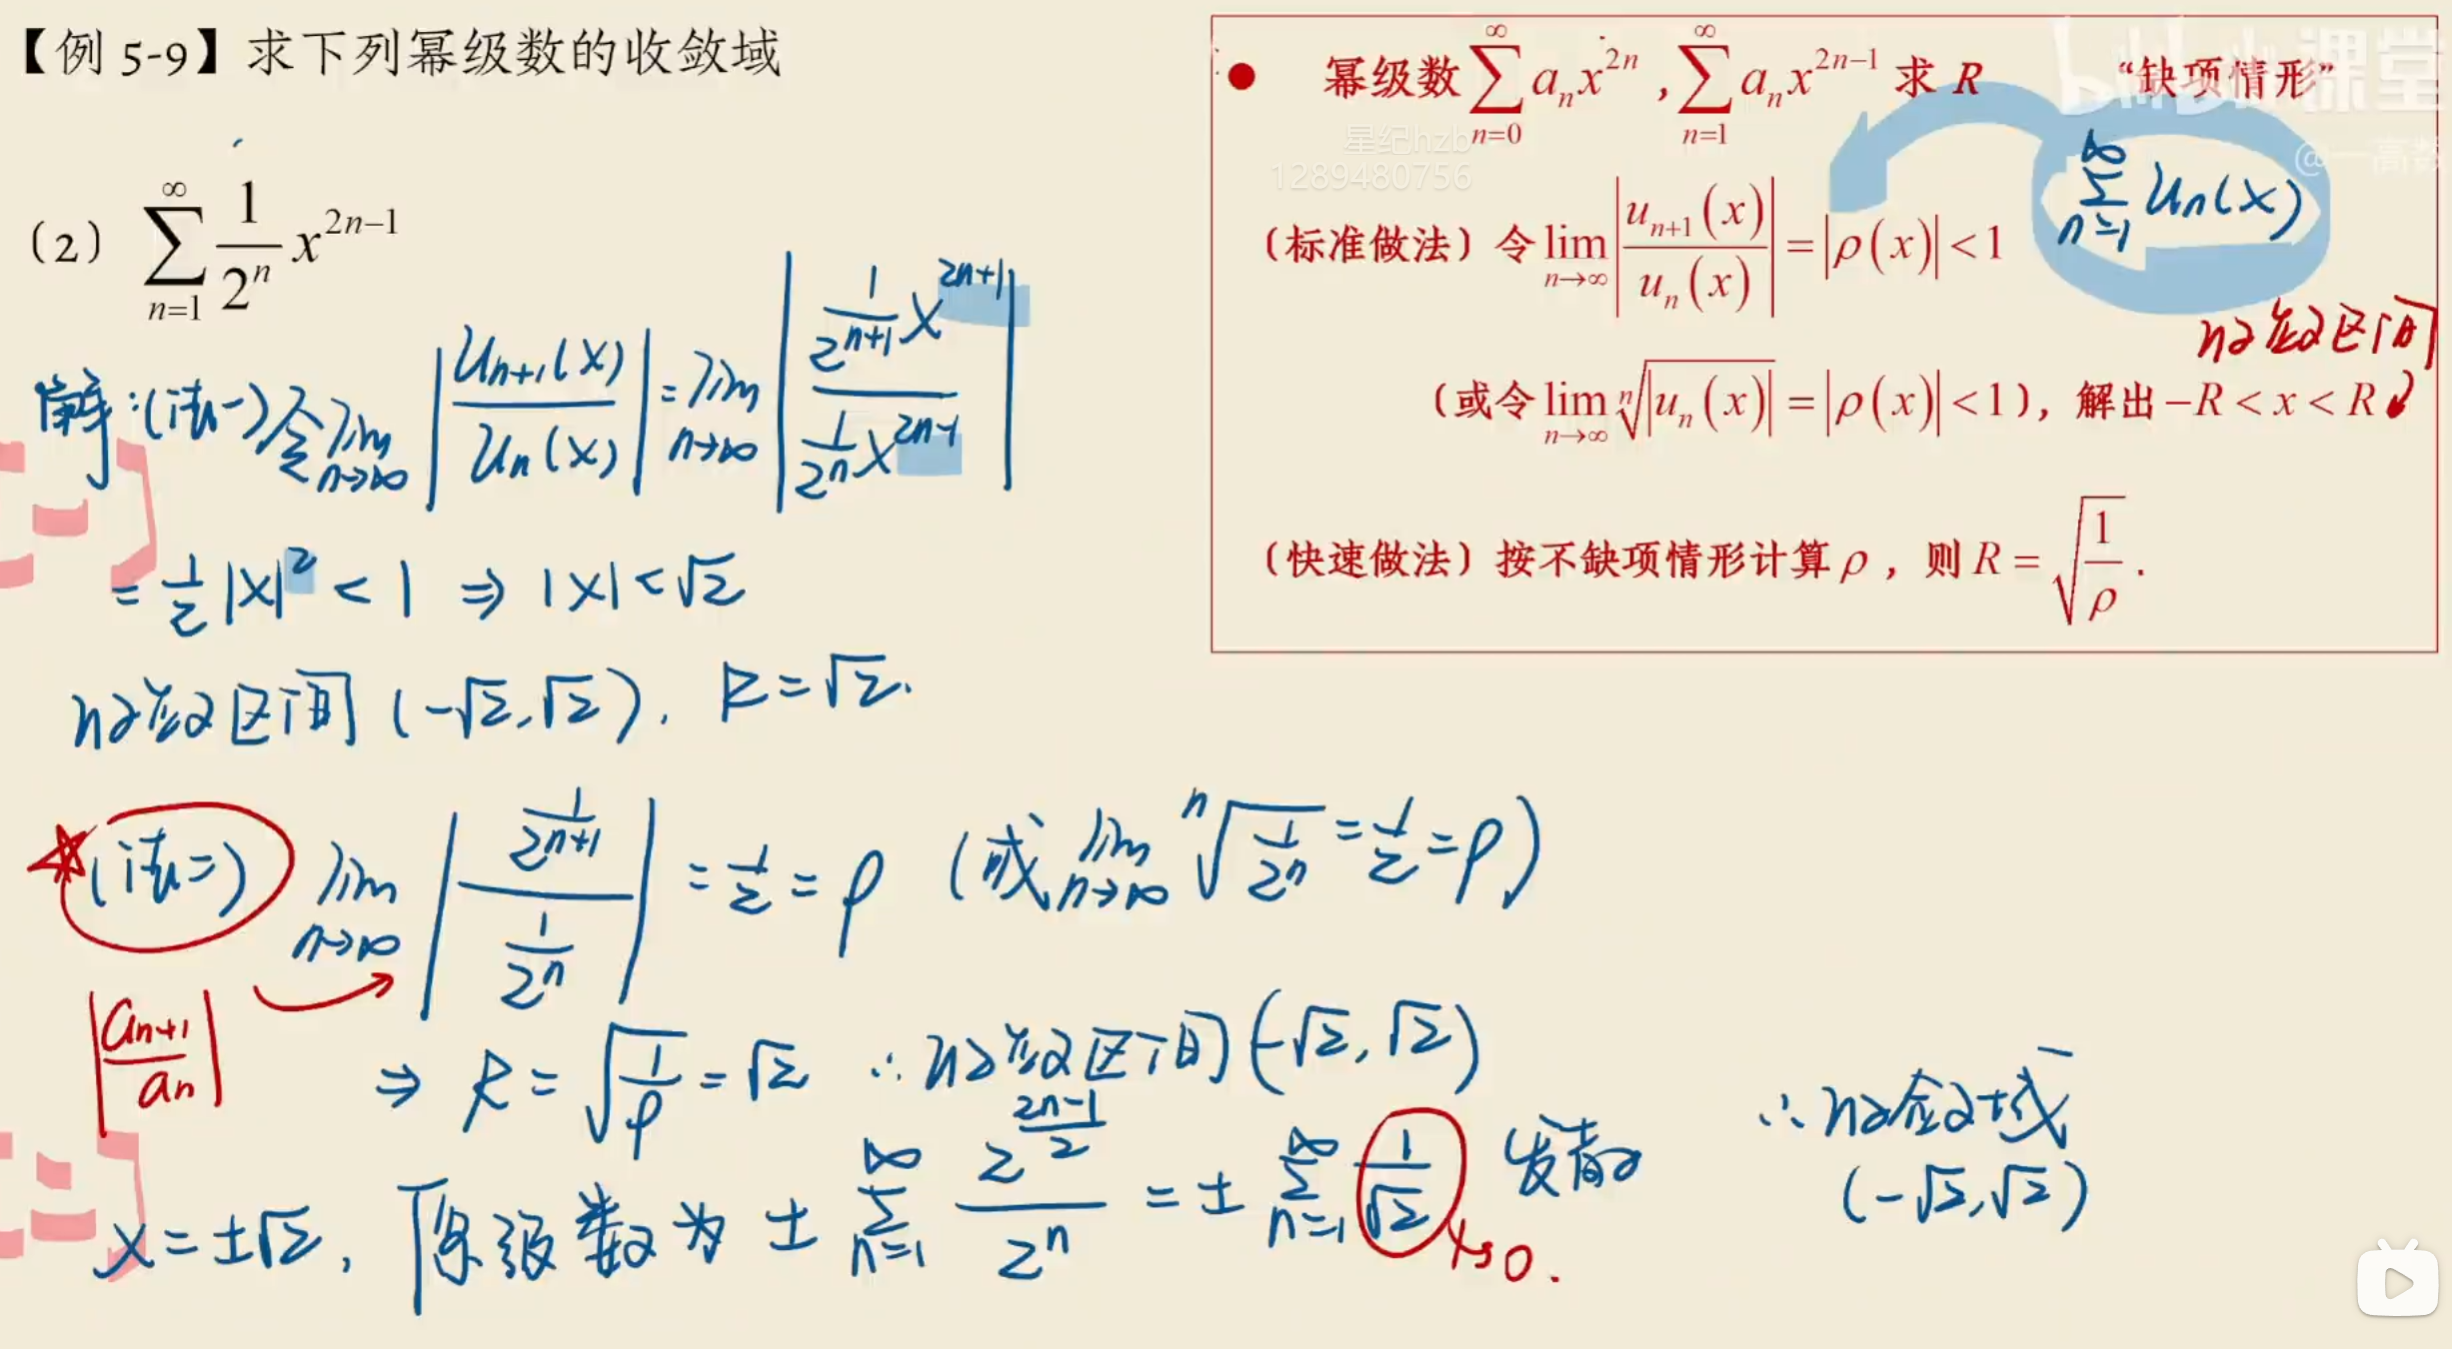 【例 5-9】求下列幂级数的收敛域
(2) $\sum_{n=1}^{\infty} \frac{1}{2^n} x^{2n-1}$
解:(法一)令 $\lim_{n\to\infty} \left|\frac{u_{n+1}(x)}{u_n(x)}\right| = \lim_{n\to\infty} \left|\frac{\frac{1}{2^{n+1}}x^{2n+1}}{\frac{1}{2^n}x^{2n-1}}\right|$
$= \frac{1}{2}|x|^2 < 1 \Rightarrow |x| < \sqrt{2}$
收敛区间 $(-\sqrt{2}, \sqrt{2})$, $R = \sqrt{2}$.
(法二) $\lim_{n\to\infty} \left|\frac{\frac{1}{2^{n+1}}}{\frac{1}{2^n}}\right| = \frac{1}{2} = \rho$ (或 $\lim_{n\to\infty} \sqrt[n]{\frac{1}{2^n}} = \frac{1}{2} = \rho$)
$\left|\frac{a_{n+1}}{a_n}\right|$
$\Rightarrow R = \sqrt{\frac{1}{\rho}} = \sqrt{2}$ ∴ 收敛区间 $(-\sqrt{2}, \sqrt{2})$
$x = \pm\sqrt{2}$, 原级数为 $\pm\sum_{n=1}^{\infty} \frac{2^{\frac{2n-1}{2}}}{2^n} = \pm\sum_{n=1}^{\infty} \frac{1}{\sqrt{2}}$ 发散
↛0.
∴ 收敛域
$(-\sqrt{2}, \sqrt{2})$
● 幂级数 $\sum_{n=0}^{\infty} a_n x^{2n}$ , $\sum_{n=1}^{\infty} a_n x^{2n-1}$ 求 R “缺项情形”
$\sum_{n=1}^{\infty} u_n(x)$
(标准做法) 令 $\lim_{n\to\infty} \left|\frac{u_{n+1}(x)}{u_n(x)}\right| = |\rho(x)| < 1$
收敛区间
(或令 $\lim_{n\to\infty} \sqrt[n]{|u_n(x)|} = |\rho(x)| < 1$), 解出 $-R < x < R$
(快速做法) 按不缺项情形计算 $\rho$ , 则 $R = \sqrt{\frac{1}{\rho}}$ .
星纪hzb
1289480756
课堂